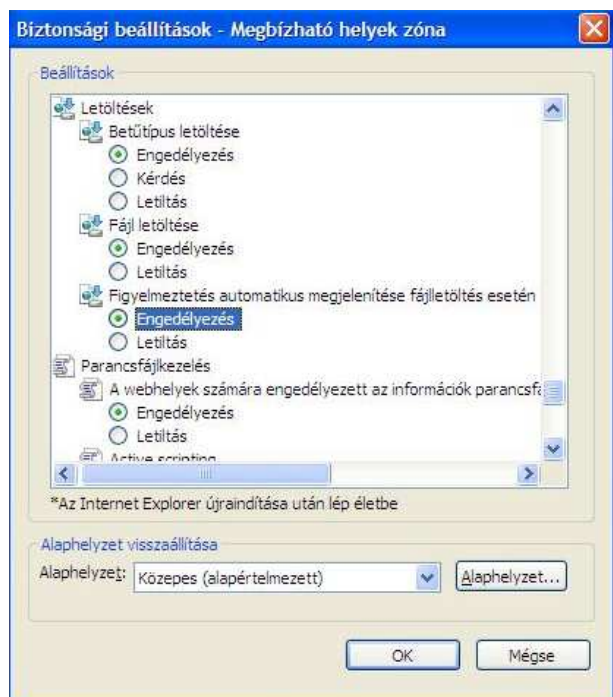 Biztonsági beállítások - Megbízható helyek zóna
Beállítások
Letöltések
Betűtípus letöltése
Engedélyezés
Kérdés
Letiltás
Fájl letöltése
Engedélyezés
Letiltás
Figyelmeztetés automatikus megjelenítése fájlletöltés esetén
Engedélyezés
Letiltás
Parancsfájlkezelés
A webhelyek számára engedélyezett az információk parancsfá
Engedélyezés
Letiltás
Active scripting
*Az Internet Explorer újraindítása után lép életbe
Alaphelyzet visszaállítása
Alaphelyzet: Közepes (alapértelmezett) Alaphelyzet...
OK Mégse